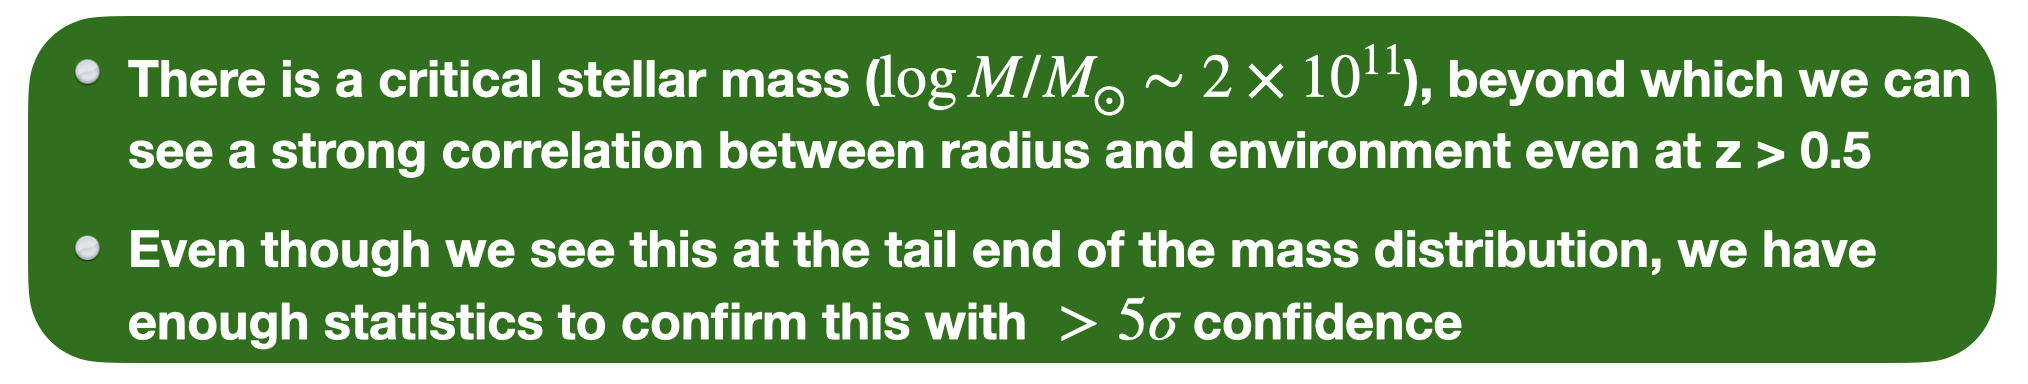 • There is a critical stellar mass (log M/M⊙ ∼ 2 × 10¹¹), beyond which we can
see a strong correlation between radius and environment even at z > 0.5
• Even though we see this at the tail end of the mass distribution, we have
enough statistics to confirm this with > 5σ confidence